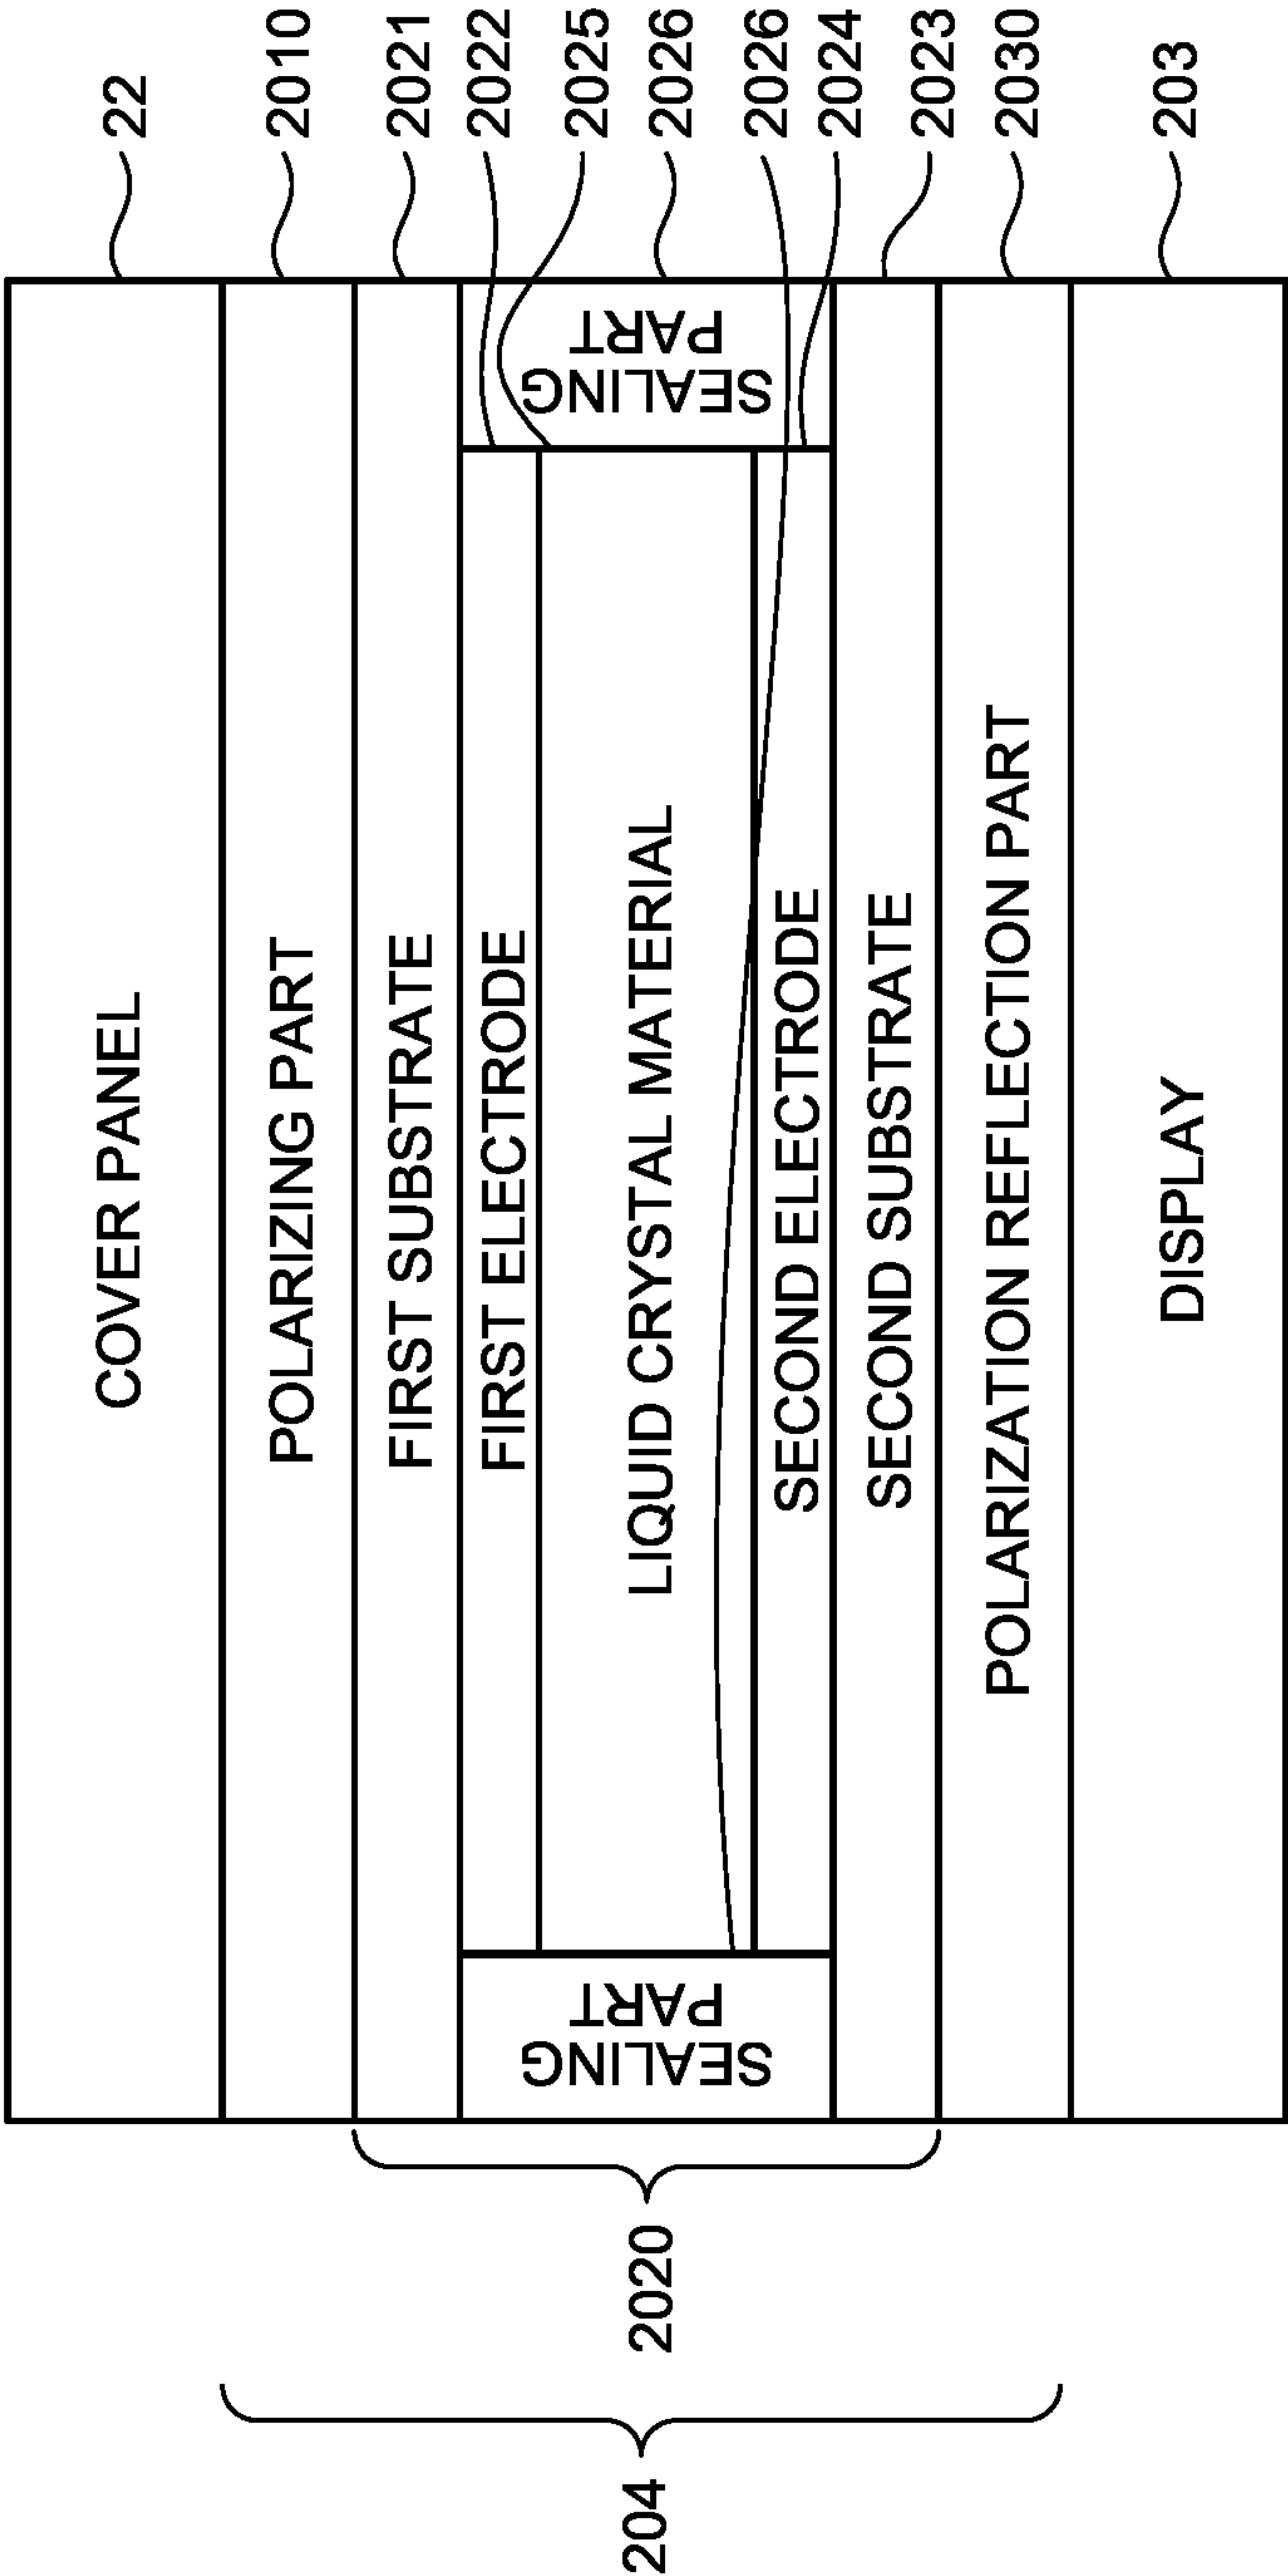 COVER PANEL
22
POLARIZING PART
2010
FIRST SUBSTRATE
2021
FIRST ELECTRODE
2022
2025
SEALING
PART
LIQUID CRYSTAL MATERIAL
SEALING
PART
2026
2026
SECOND ELECTRODE
2024
SECOND SUBSTRATE
2023
POLARIZATION REFLECTION PART
2030
DISPLAY
203
2020
204